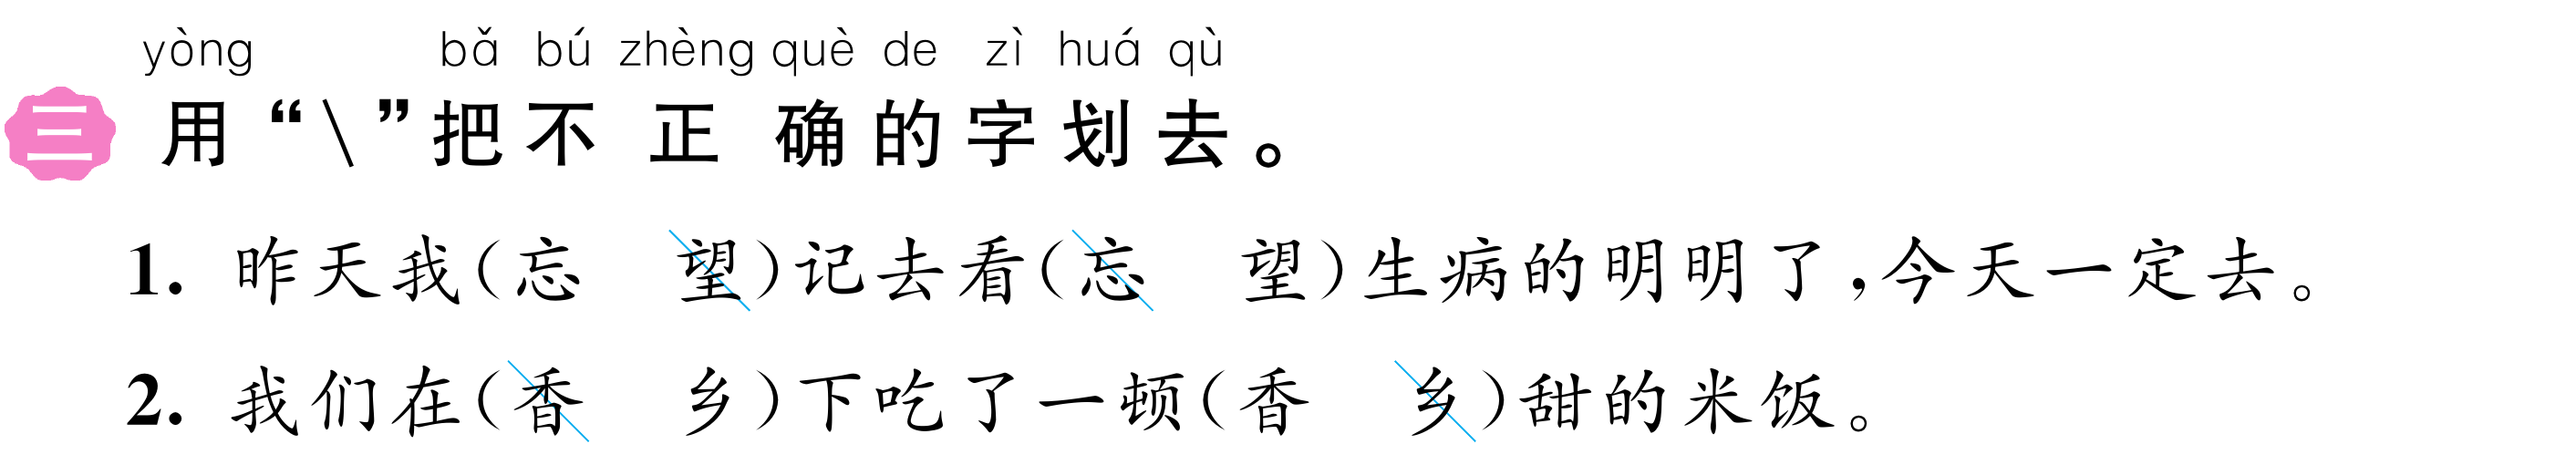 yòng bǎ bú zhèng què de zì huá qù
三 用“\”把不正确的字划去。
1. 昨天我(忘 望)记去看(忘 望)生病的明明了,今天一定去。
2. 我们在(香 乡)下吃了一顿(香 乡)甜的米饭。